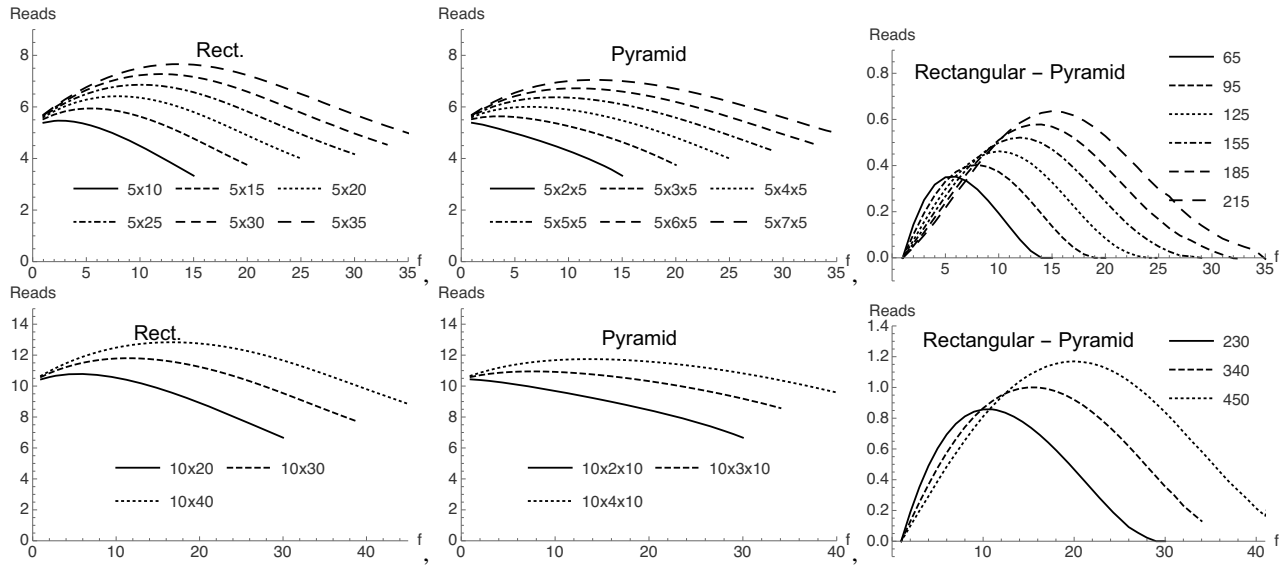 Reads
Rect.
8
6
4
2
0
5x10 5x15 5x20
5x25 5x30 5x35
0 5 10 15 20 25 30 35
f ,
Reads
Pyramid
8
6
4
2
0
5x2x5 5x3x5 5x4x5
5x5x5 5x6x5 5x7x5
0 5 10 15 20 25 30 35
f ,
Reads
Rectangular – Pyramid
0.8
0.6
0.4
0.2
0.0
5 10 15 20 25 30 35
f
65
95
125
155
185
215
Reads
Rect.
14
12
10
8
6
4
2
0
10x20 10x30
10x40
0 10 20 30 40
f ,
Reads
Pyramid
14
12
10
8
6
4
2
0
10x2x10 10x3x10
10x4x10
0 10 20 30 40
f ,
Reads
Rectangular – Pyramid
1.4
1.2
1.0
0.8
0.6
0.4
0.2
0.0
10 20 30 40
f
230
340
450